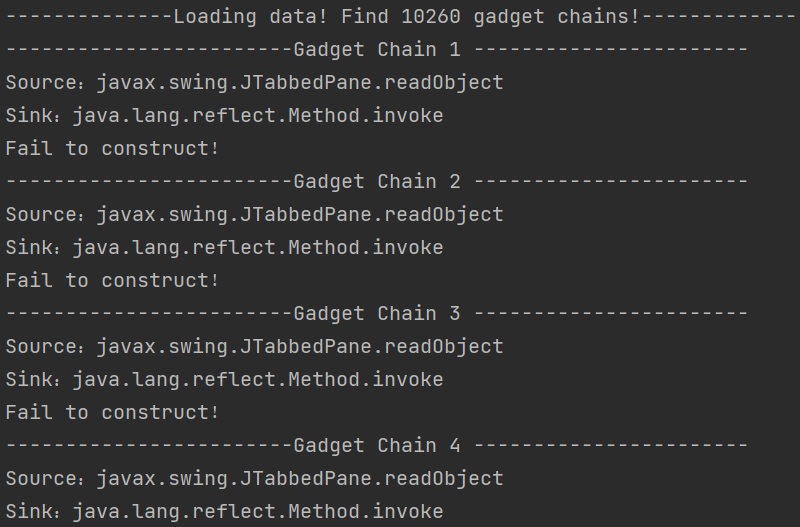 --------------Loading data! Find 10260 gadget chains!-------------
------------------------Gadget Chain 1 -----------------------
Source：javax.swing.JTabbedPane.readObject
Sink：java.lang.reflect.Method.invoke
Fail to construct！
------------------------Gadget Chain 2 -----------------------
Source：javax.swing.JTabbedPane.readObject
Sink：java.lang.reflect.Method.invoke
Fail to construct！
------------------------Gadget Chain 3 -----------------------
Source：javax.swing.JTabbedPane.readObject
Sink：java.lang.reflect.Method.invoke
Fail to construct！
------------------------Gadget Chain 4 -----------------------
Source：javax.swing.JTabbedPane.readObject
Sink：java.lang.reflect.Method.invoke